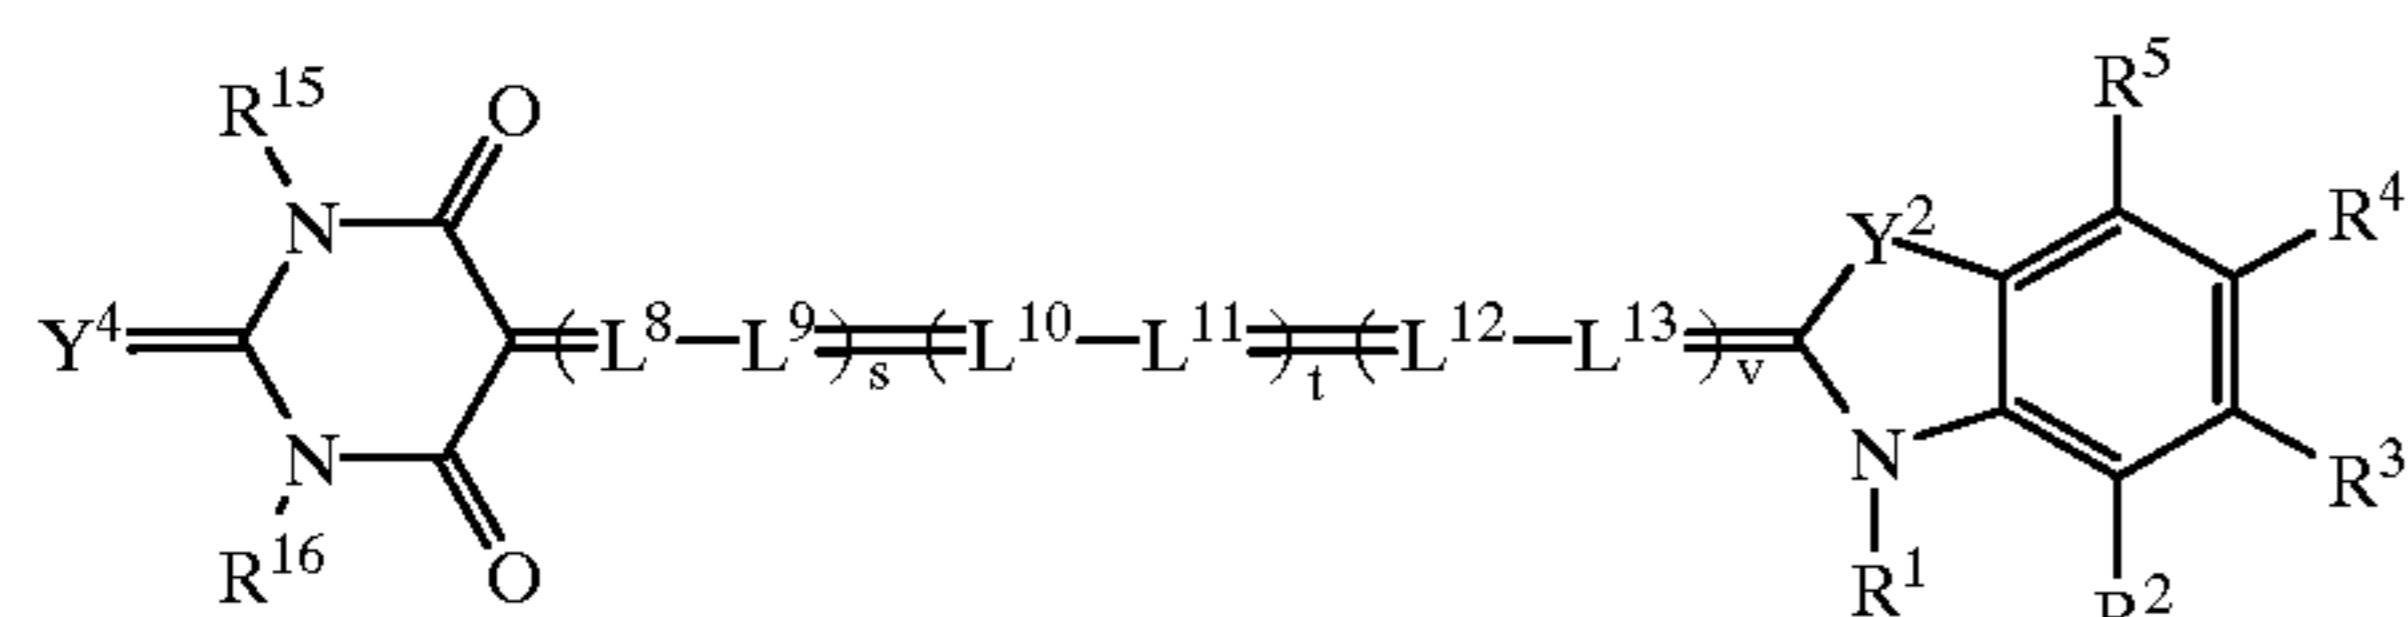 R¹⁵ O R⁵
N Y² R⁴
Y⁴=(L⁸—L⁹)ₛ=(L¹⁰—L¹¹)ₜ=(L¹²—L¹³)ᵥ=
N N R³
R¹⁶ O R¹ R²